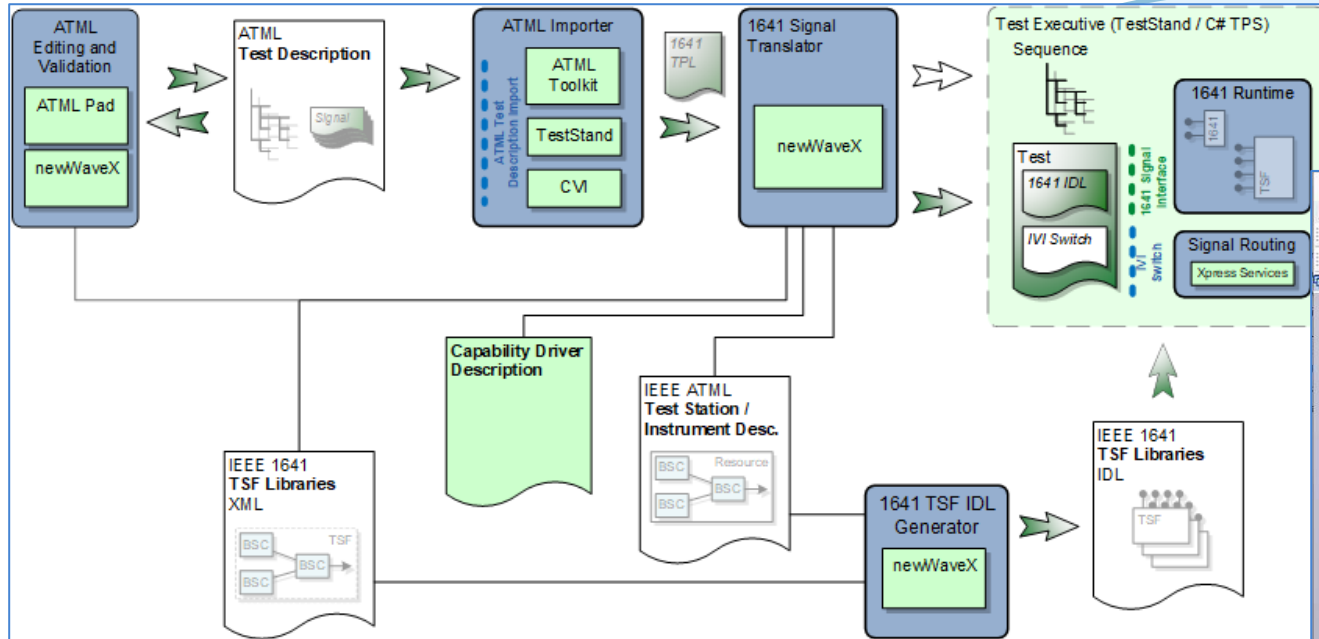 ATML
Editing and
Validation
ATML Pad
newWaveX
ATML
Test Description
Signal
ATML Importer
ATML Test
Description Import
ATML
Toolkit
TestStand
CVI
1641
TPL
1641 Signal
Translator
newWaveX
Test Executive (TestStand / C# TPS)
Sequence
Test
1641 IDL
IVI Switch
1641 Signal
Interface
IVI
switch
1641 Runtime
1641
TSF
Signal Routing
Xpress Services
Capability Driver
Description
IEEE ATML
Test Station /
Instrument Desc.
Resource
BSC
BSC
BSC
IEEE 1641
TSF Libraries
XML
TSF
BSC
BSC
BSC
1641 TSF IDL
Generator
newWaveX
IEEE 1641
TSF Libraries
IDL
TSF